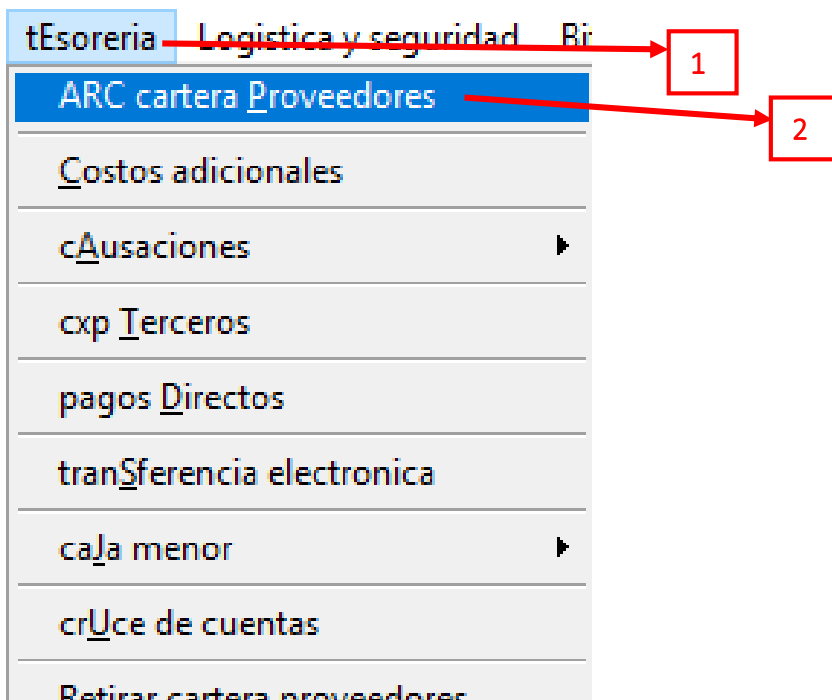 tEsoreria Logistica y seguridad Bi
1
ARC cartera Proveedores
2
Costos adicionales
cAusaciones
cxp Terceros
pagos Directos
tranSferencia electronica
caJa menor
crUce de cuentas
Retirar cartera proveedores